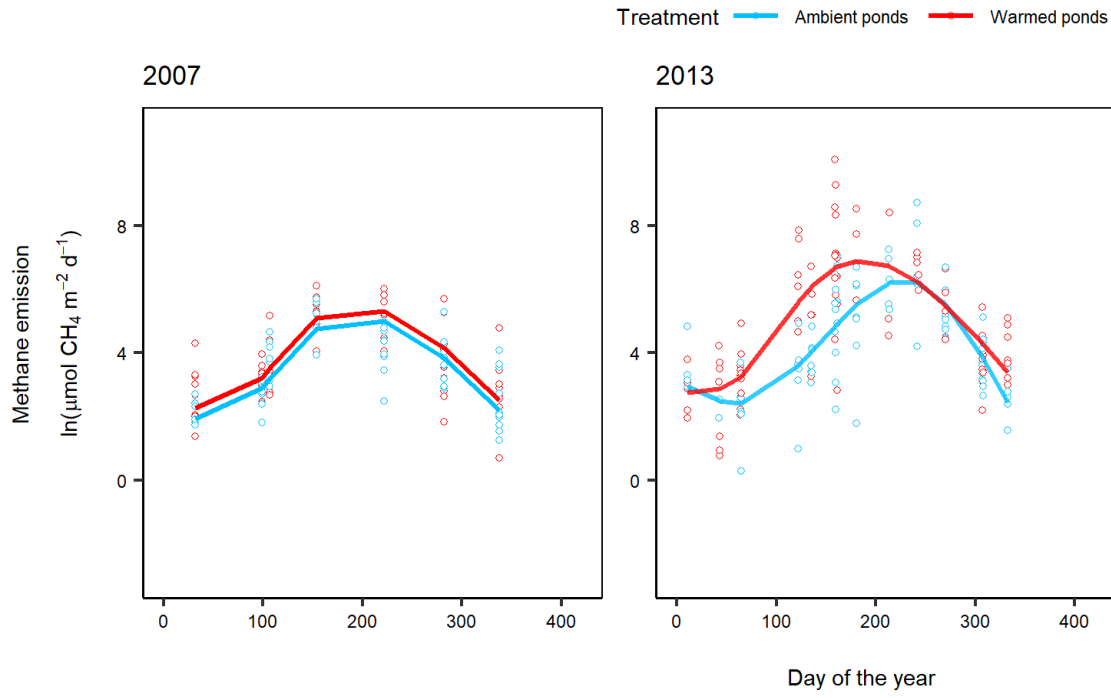 Treatment Ambient ponds Warmed ponds
2007
2013
Methane emission
ln(μmol CH₄ m⁻² d⁻¹)
8
4
0
8
4
0
0 100 200 300 400
0 100 200 300 400
Day of the year